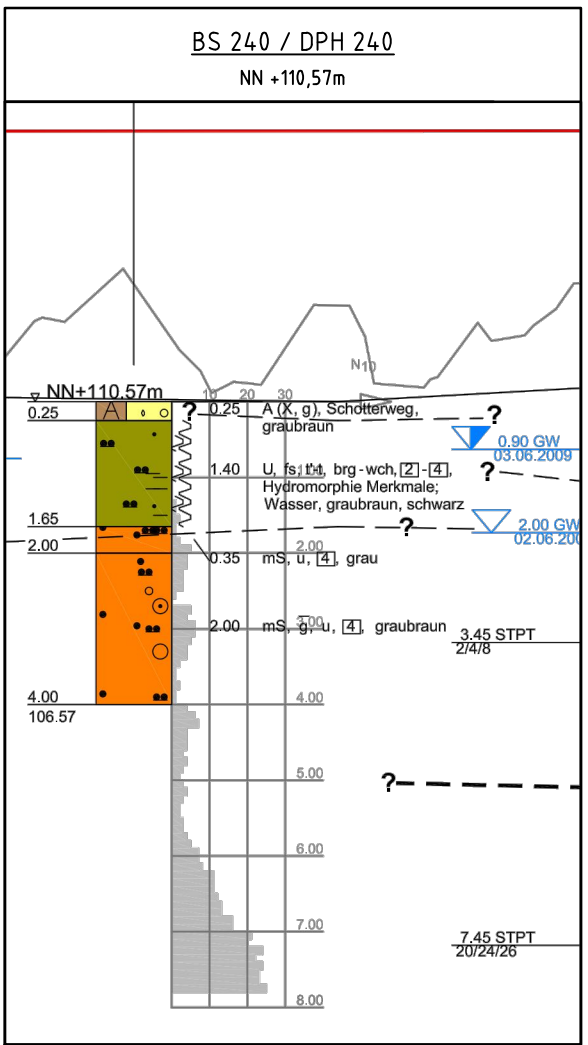 BS 240 / DPH 240
NN +110,57m
N10
NN+110.57m
10 20 30
A
? 0.25 A (X, g), Schotterweg, ?
0.25
graubraun
0.90 GW
03.06.2009
1.40 U, fs, t'-t, brg-wch, 2 - 4, ?
Hydromorphie Merkmale;
Wasser, graubraun, schwarz
1.65
?
2.00 GW
2.00
2.00
0.35 mS, u, 4, grau
3.00
2.00 mS, g, u, 4, graubraun
3.45 STPT
2/4/8
4.00
106.57
4.00
5.00
?
6.00
7.00
7.45 STPT
20/24/26
8.00